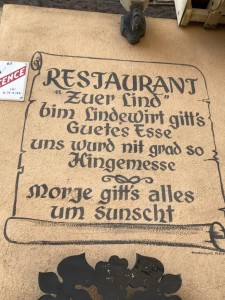 RESTAURANT
"Zuer Lind"
bim Lindewirt gitt's
Guetes Esse
uns wurd nit grad so
Hingemesse
Morje gitt's alles
um sunscht